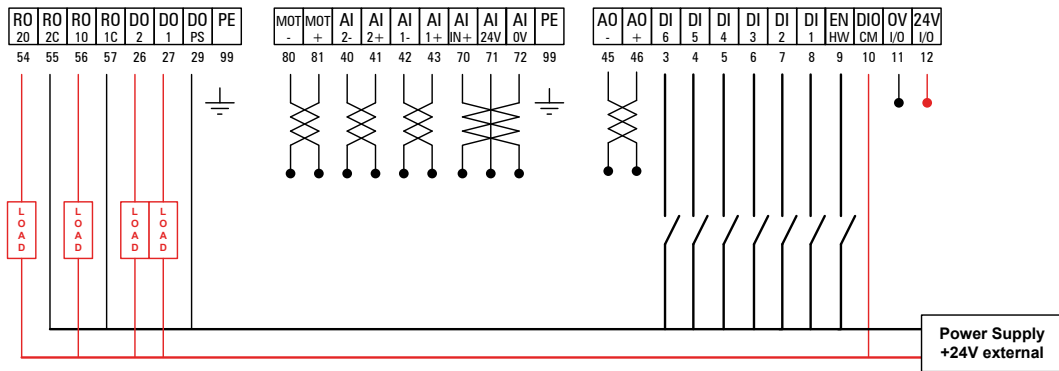 RO RO RO RO DO DO DO PE
20 2C 10 1C 2 1 PS
54 55 56 57 26 27 29 99
MOT MOT AI AI AI AI AI AI AI PE
- + 2- 2+ 1- 1+ IN+ 24V 0V
80 81 40 41 42 43 70 71 72 99
AO AO DI DI DI DI DI DI EN DIO OV 24V
- + 6 5 4 3 2 1 HW CM I/O I/O
45 46 3 4 5 6 7 8 9 10 11 12
LOAD LOAD LOAD LOAD
Power Supply
+24V external